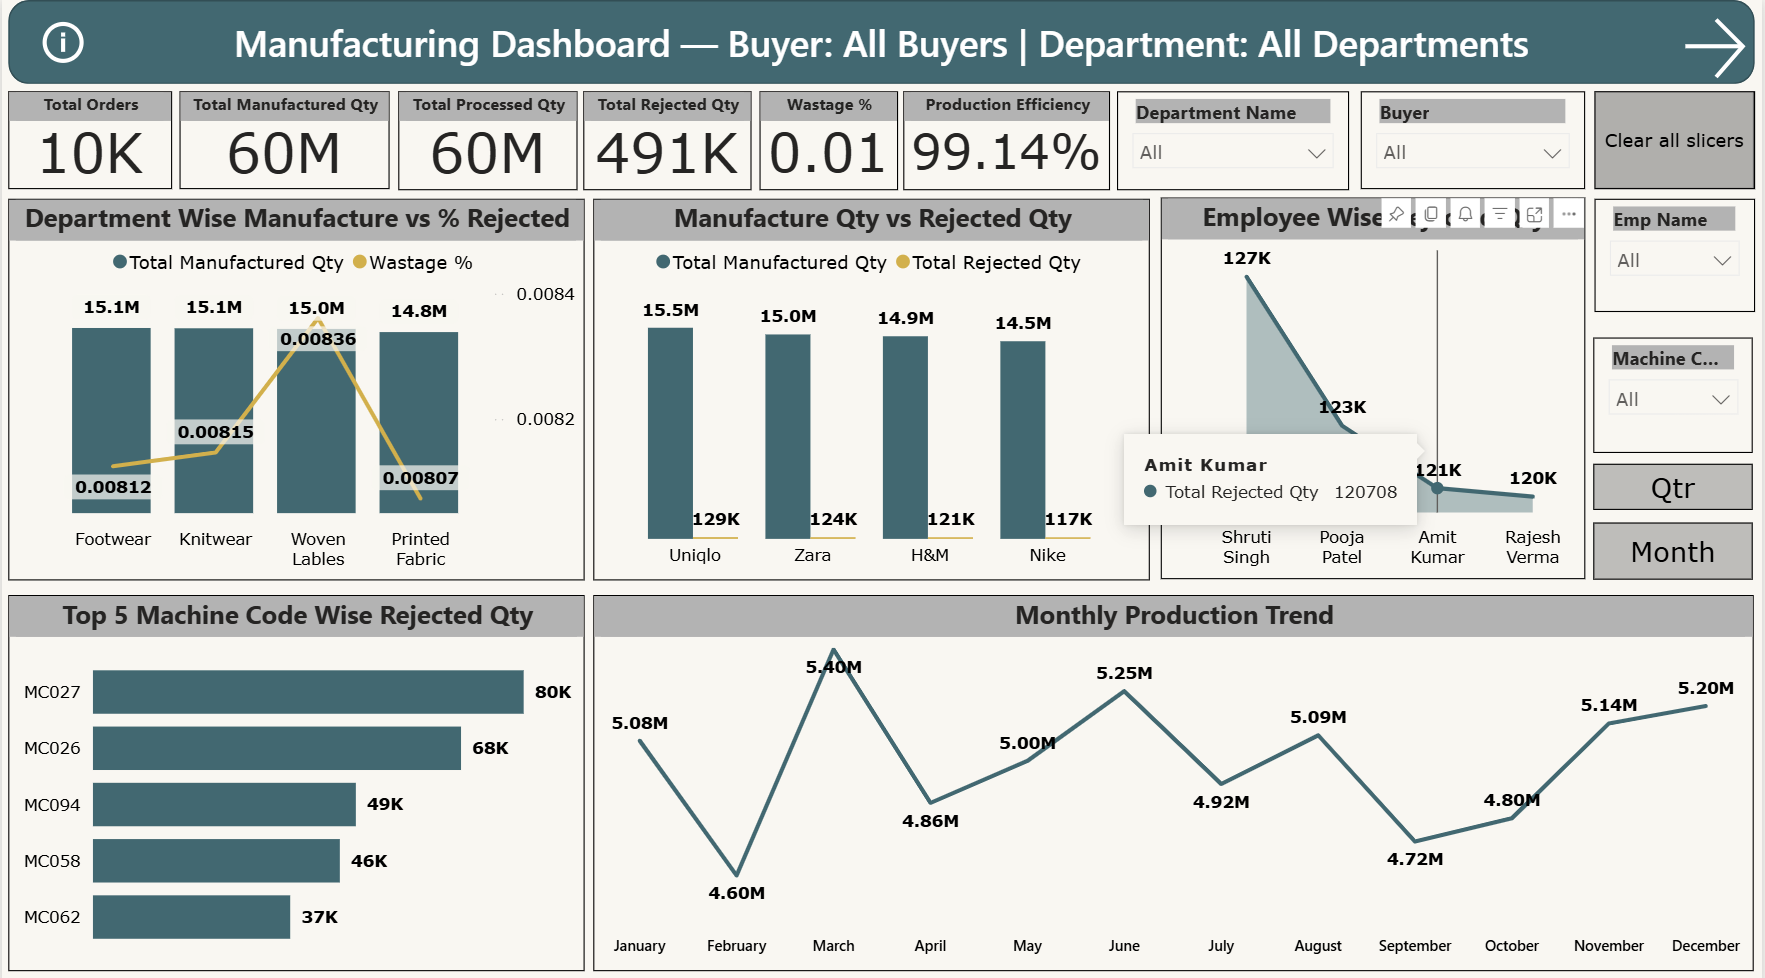 Manufacturing Dashboard — Buyer: All Buyers | Department: All Departments
Total Orders
10K
Total Manufactured Qty
60M
Total Processed Qty
60M
Total Rejected Qty
491K
Wastage %
0.01
Production Efficiency
99.14%
Department Name
All
Buyer
All
Clear all slicers
Department Wise Manufacture vs % Rejected
Total Manufactured Qty Wastage %
0.0084
0.0082
15.1M 15.1M 15.0M 14.8M
0.00836
0.00815
0.00812
0.00807
Footwear Knitwear Woven Lables Printed Fabric
Manufacture Qty vs Rejected Qty
Total Manufactured Qty Total Rejected Qty
15.5M 15.0M 14.9M 14.5M
129K 124K 121K 117K
Uniqlo Zara H&M Nike
Employee Wise
127K
123K
121K
120K
Amit Kumar
Total Rejected Qty 120708
Shruti Singh Pooja Patel Amit Kumar Rajesh Verma
Emp Name
All
Machine C...
All
Qtr
Month
Top 5 Machine Code Wise Rejected Qty
MC027 80K
MC026 68K
MC094 49K
MC058 46K
MC062 37K
Monthly Production Trend
5.08M
4.60M
5.40M
4.86M
5.00M
5.25M
4.92M
5.09M
4.72M
4.80M
5.14M
5.20M
January February March April May June July August September October November December